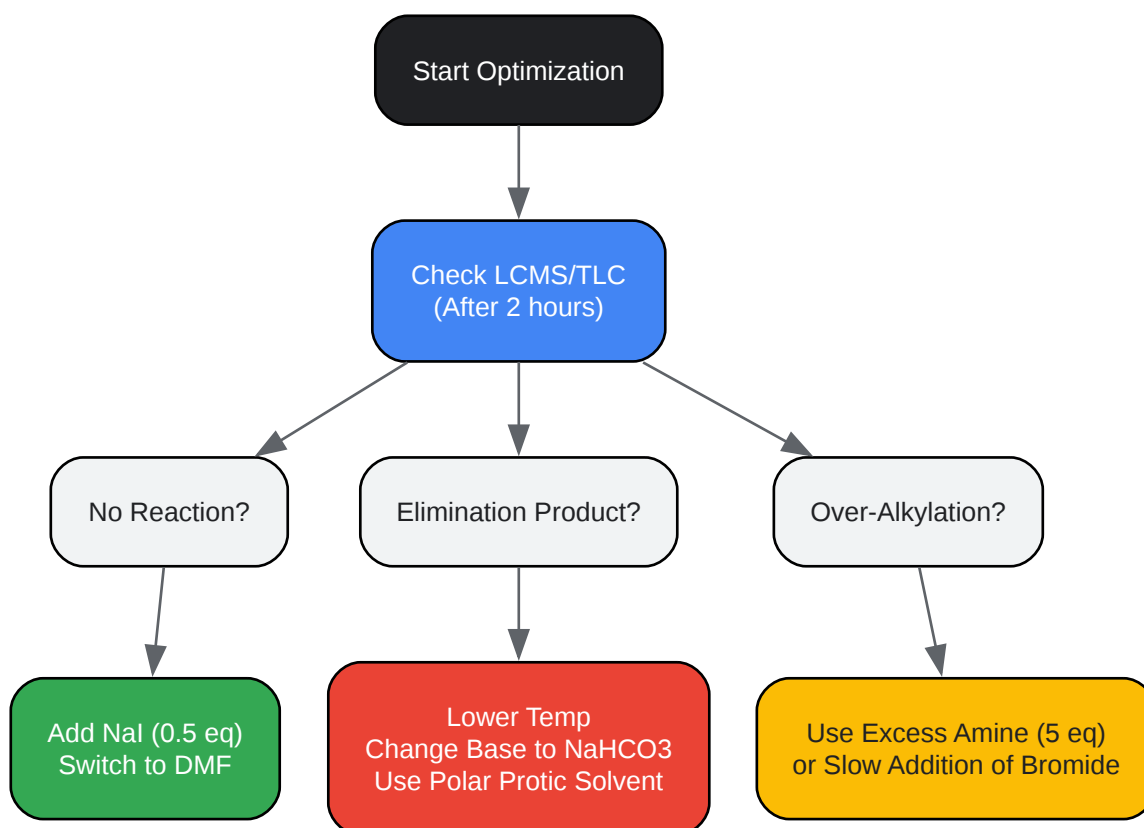 Start Optimization
Check LCMS/TLC
(After 2 hours)
No Reaction?
Elimination Product?
Over-Alkylation?
Add NaI (0.5 eq)
Switch to DMF
Lower Temp
Change Base to NaHCO3
Use Polar Protic Solvent
Use Excess Amine (5 eq)
or Slow Addition of Bromide